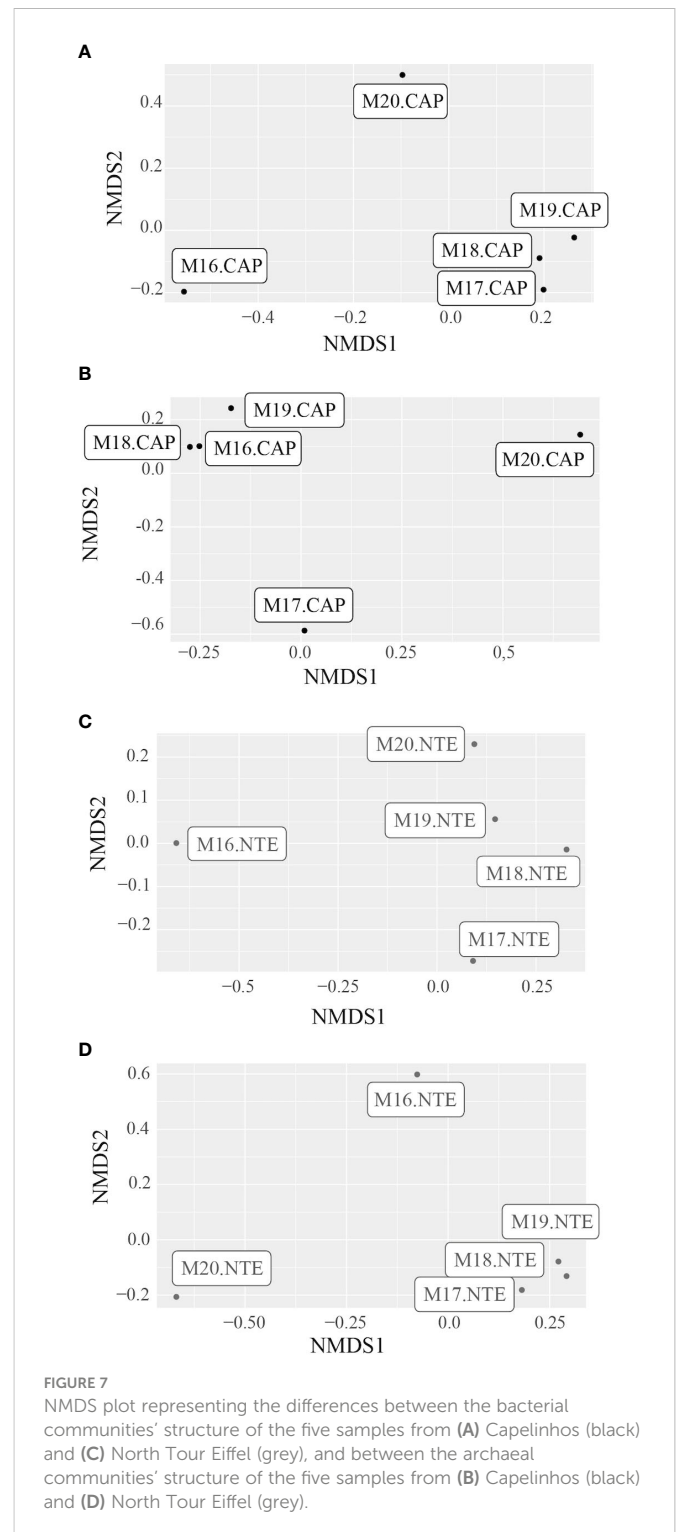 A
NMDS2
0.4
0.2
0.0
−0.2
M20.CAP
M19.CAP
M18.CAP
M16.CAP
M17.CAP
−0.4
−0.2
0.0
0.2
NMDS1
B
NMDS2
0.2
0.0
-0.2
-0.4
-0.6
M19.CAP
M18.CAP
M16.CAP
M20.CAP
M17.CAP
−0.25
0.0
0.25
0,5
NMDS1
C
NMDS2
0.2
0.1
0.0
−0.1
−0.2
M20.NTE
M19.NTE
M16.NTE
M18.NTE
M17.NTE
−0.5
−0.25
0.0
0.25
NMDS1
D
NMDS2
0.6
0.4
0.2
0.0
−0.2
M16.NTE
M19.NTE
M18.NTE
M20.NTE
M17.NTE
−0.50
−0.25
0.0
0.25
NMDS1
FIGURE 7
NMDS plot representing the differences between the bacterial
communities’ structure of the five samples from (A) Capelinhos (black)
and (C) North Tour Eiffel (grey), and between the archaeal
communities’ structure of the five samples from (B) Capelinhos (black)
and (D) North Tour Eiffel (grey).